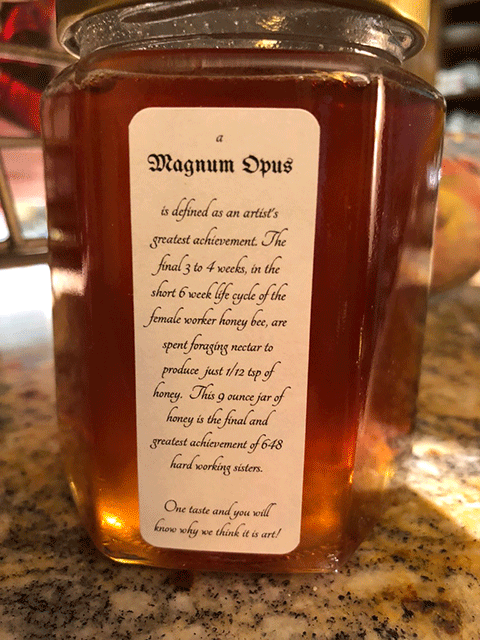 a
Magnum Opus
is defined as an artist's
greatest achievement. The
final 3 to 4 weeks, in the
short 6 week life cycle of the
female worker honey bee, are
spent foraging nectar to
produce just 1/12 tsp of
honey. This 9 ounce jar of
honey is the final and
greatest achievement of 648
hard working sisters.
One taste and you will
know why we think it is art!